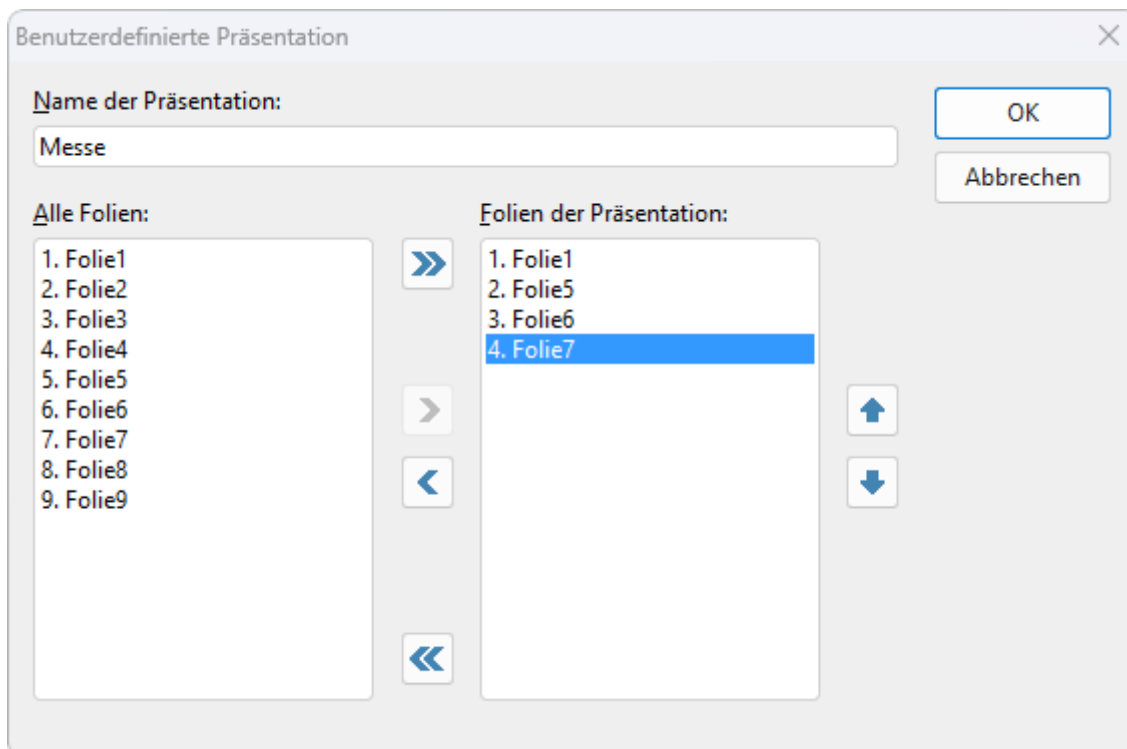 Benutzerdefinierte Präsentation
Name der Präsentation:
Messe
OK
Abbrechen
Alle Folien:
1. Folie1
2. Folie2
3. Folie3
4. Folie4
5. Folie5
6. Folie6
7. Folie7
8. Folie8
9. Folie9
Folien der Präsentation:
1. Folie1
2. Folie5
3. Folie6
4. Folie7